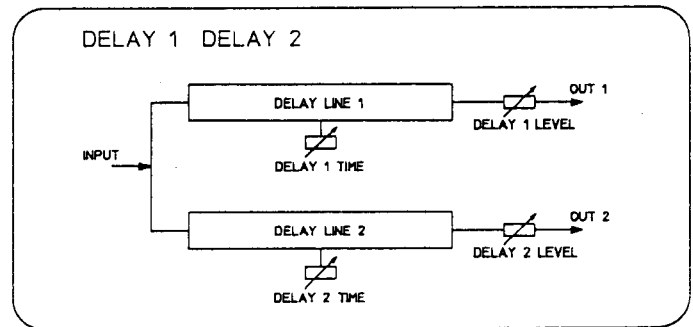 DELAY 1 DELAY 2
DELAY LINE 1
OUT 1
DELAY 1 LEVEL
DELAY 1 TIME
INPUT
DELAY LINE 2
OUT 2
DELAY 2 LEVEL
DELAY 2 TIME